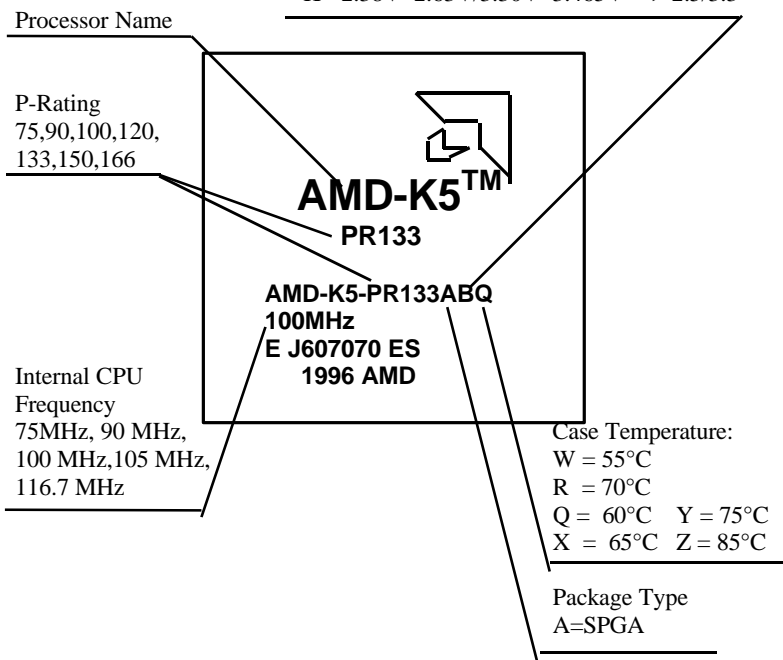 Processor Name
P-Rating
75,90,100,120,
133,150,166
AMD-K5TM
PR133
AMD-K5-PR133ABQ
100MHz
E J607070 ES
1996 AMD
Internal CPU
Frequency
75MHz, 90 MHz,
100 MHz,105 MHz,
116.7 MHz
Case Temperature:
W = 55°C
R = 70°C
Q = 60°C Y = 75°C
X = 65°C Z = 85°C
Package Type
A=SPGA